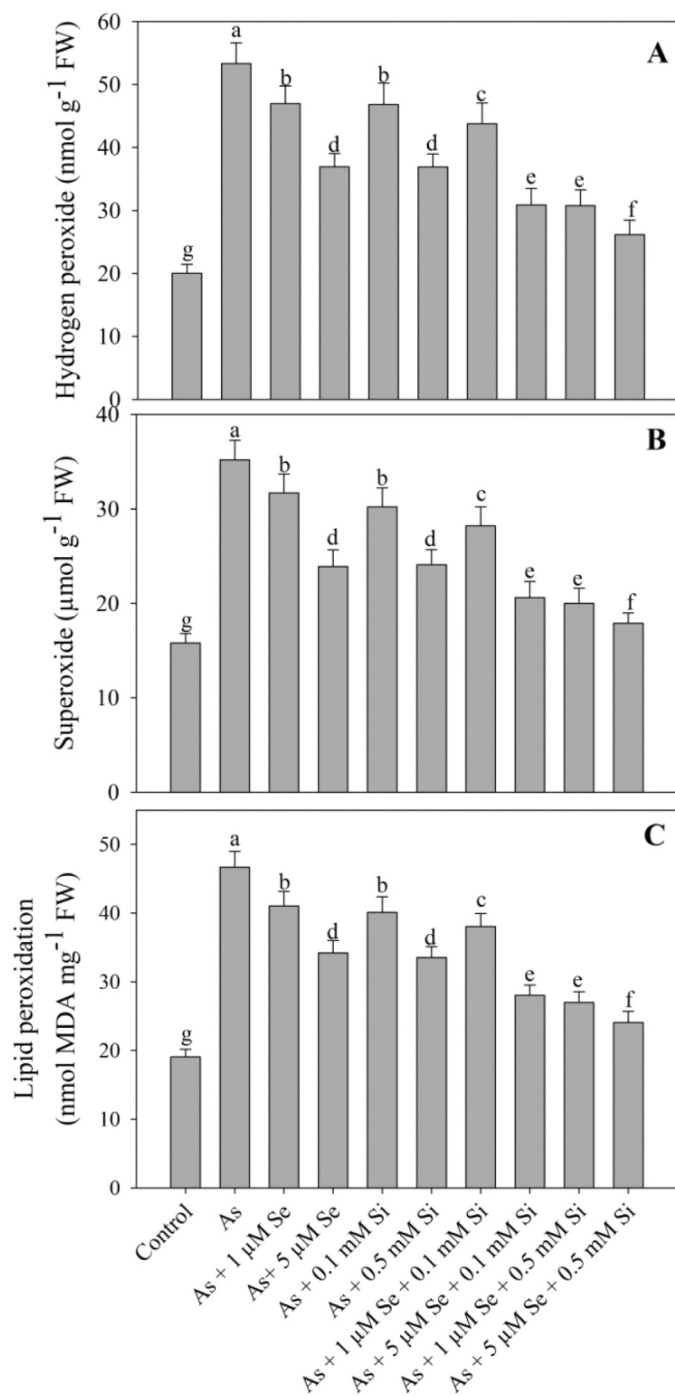 Hydrogen peroxide (nmol g-1 FW)
60
50
40
30
20
10
0
A
g
a
b
d
b
d
c
e
e
f
Superoxide (µmol g-1 FW)
40
30
20
10
0
B
g
a
b
d
b
d
c
e
e
f
Lipid peroxidation
(nmol MDA mg-1 FW)
50
40
30
20
10
0
C
g
a
b
d
b
d
c
e
e
f
Control
As
As + 1 µM Se
As+ 5 µM Se
As + 0.1 mM Si
As + 0.5 mM Si
As + 1 µM Se + 0.1 mM Si
As + 5 µM Se + 0.1 mM Si
As + 1 µM Se + 0.5 mM Si
As + 5 µM Se + 0.5 mM Si